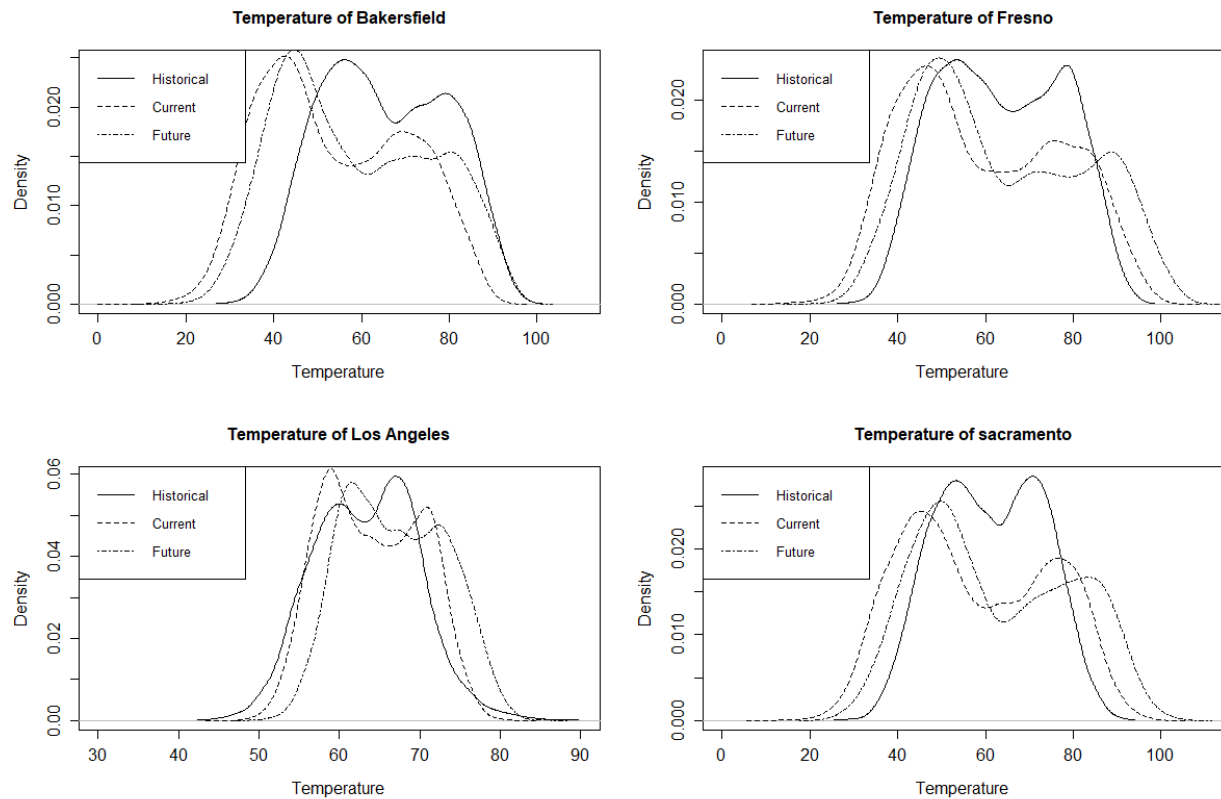 Temperature of Bakersfield
Historical
Current
Future
Density
0.000
0.010
0.020
0 20 40 60 80 100
Temperature
Temperature of Fresno
Historical
Current
Future
Density
0.000
0.010
0.020
0 20 40 60 80 100
Temperature
Temperature of Los Angeles
Historical
Current
Future
Density
0.00
0.02
0.04
0.06
30 40 50 60 70 80 90
Temperature
Temperature of sacramento
Historical
Current
Future
Density
0.000
0.010
0.020
0 20 40 60 80 100
Temperature